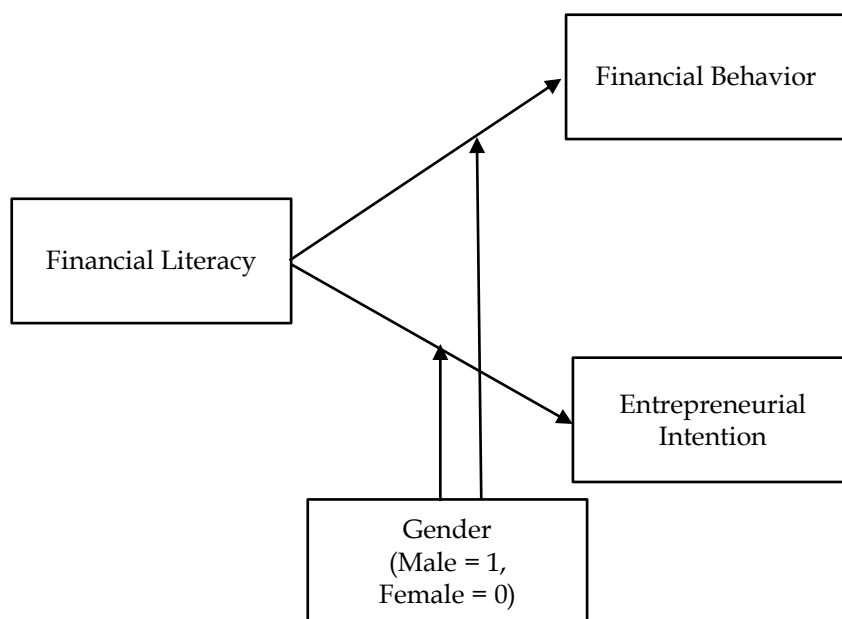 Financial Behavior
Financial Literacy
Entrepreneurial
Intention
Gender
(Male = 1,
Female = 0)